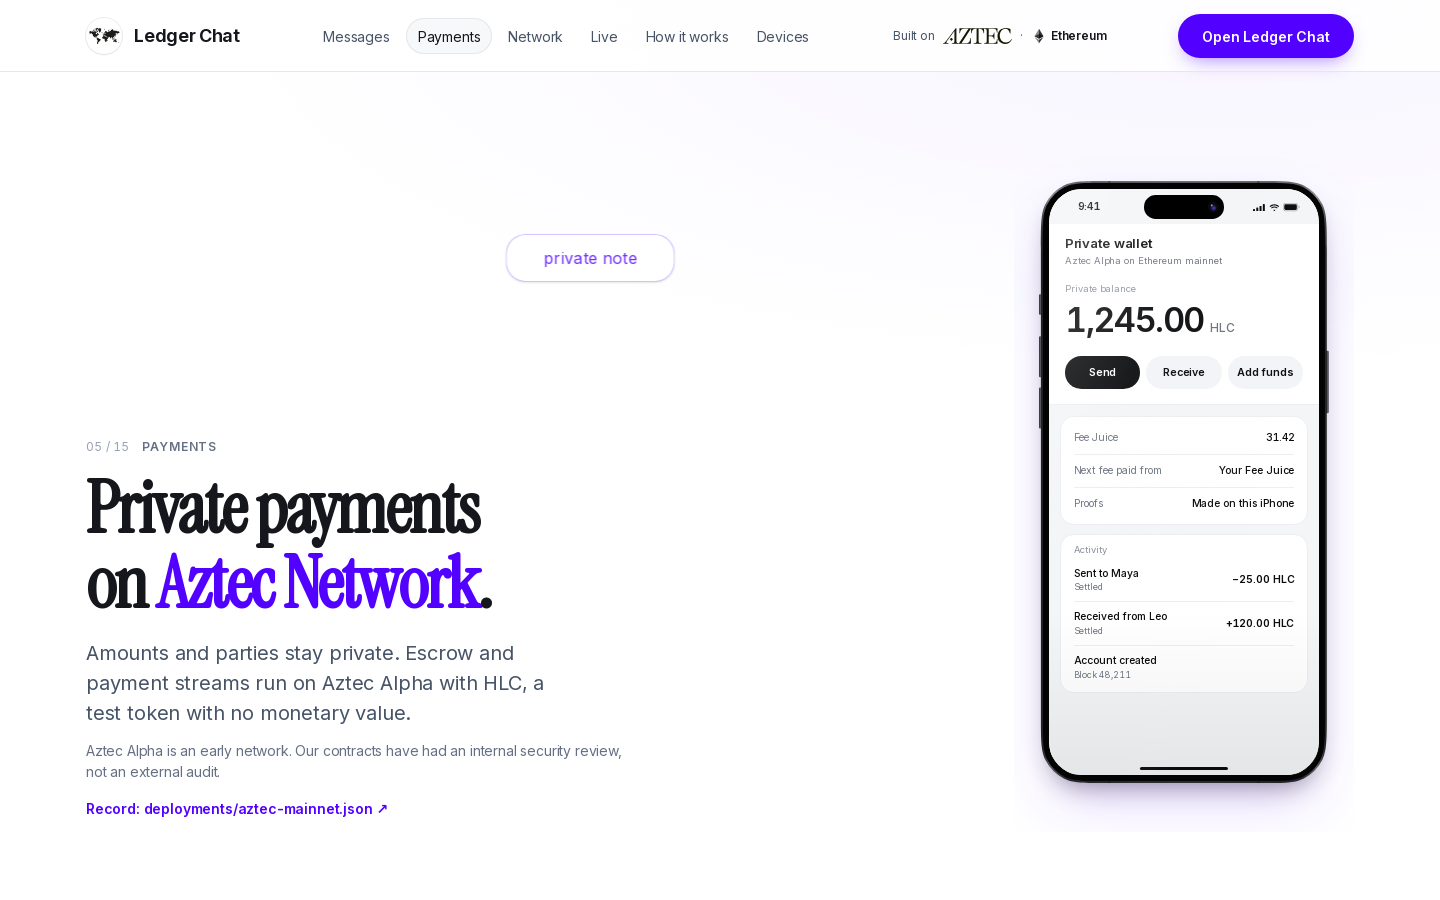 Ledger Chat
Messages
Payments
Network
Live
How it works
Devices
Built on AZTEC · Ethereum
Open Ledger Chat
private note
05 / 15 PAYMENTS
Private payments
on Aztec Network.
Amounts and parties stay private. Escrow and
payment streams run on Aztec Alpha with HLC, a
test token with no monetary value.
Aztec Alpha is an early network. Our contracts have had an internal security review,
not an external audit.
Record: deployments/aztec-mainnet.json ↗
9:41
Private wallet
Aztec Alpha on Ethereum mainnet
Private balance
1,245.00 HLC
Send
Receive
Add funds
Fee Juice 31.42
Next fee paid from Your Fee Juice
Proofs Made on this iPhone
Activity
Sent to Maya
Settled
−25.00 HLC
Received from Leo
Settled
+120.00 HLC
Account created
Block 48,211